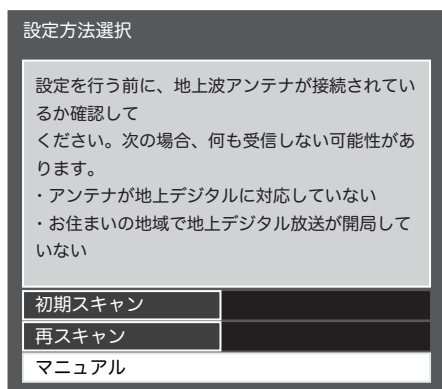 設定方法選択
設定を行う前に、地上波アンテナが接続されてい
るか確認して
ください。次の場合、何も受信しない可能性があ
ります。
・アンテナが地上デジタルに対応していない
・お住まいの地域で地上デジタル放送が開局して
いない
初期スキャン
再スキャン
マニュアル